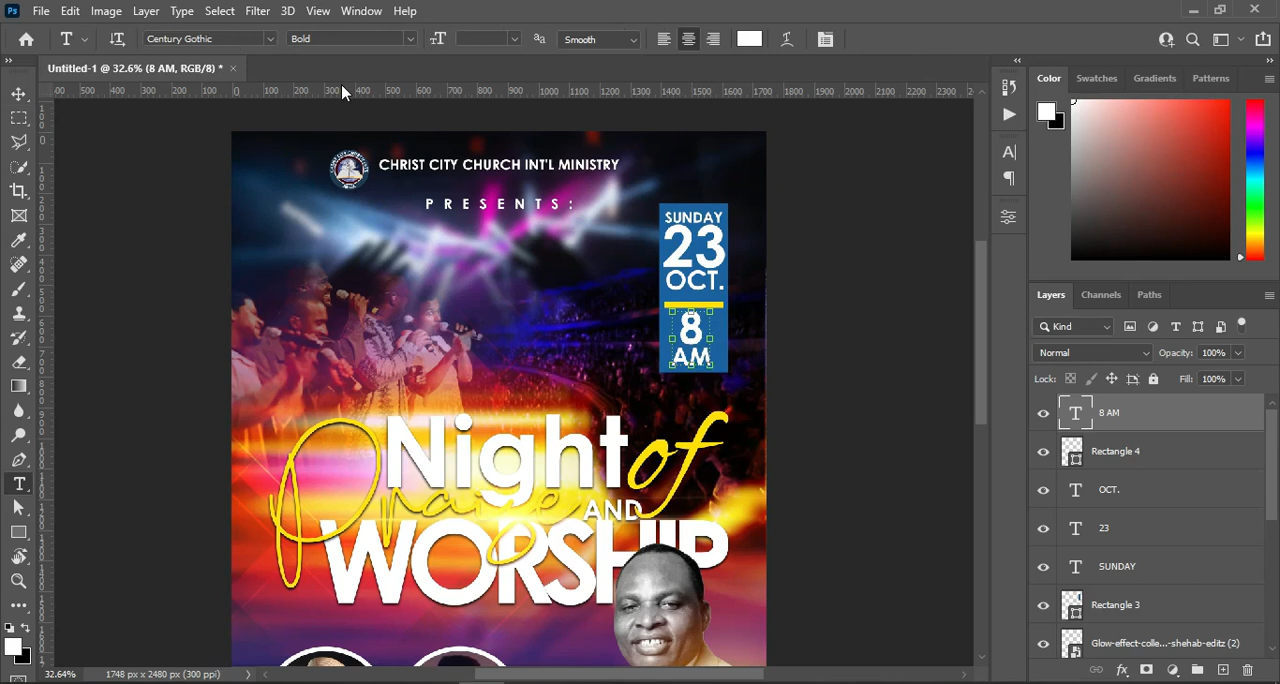 Ps File Edit Image Layer Type Select Filter 3D View Window Help
T Century Gothic Bold Smooth
Untitled-1 @ 32.6% (8 AM, RGB/8) * ×
Color Swatches Gradients Patterns
CHRIST CITY CHURCH INT'L MINISTRY
PRESENTS:
SUNDAY
23
OCT.
8
AM
Night of
Praise AND
WORSHIP
Layers Channels Paths
Kind
Normal Opacity: 100%
Lock: Fill: 100%
8 AM
Rectangle 4
OCT.
23
SUNDAY
Rectangle 3
Glow-effect-colle...-shehab-editz (2)
32.64% 1748 px x 2480 px (300 ppi)